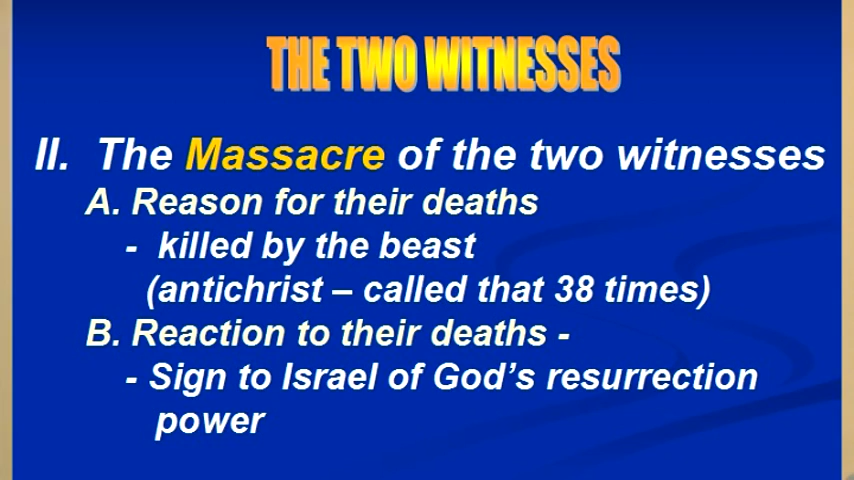 THE TWO WITNESSES
II. The Massacre of the two witnesses
A. Reason for their deaths
- killed by the beast
(antichrist – called that 38 times)
B. Reaction to their deaths -
- Sign to Israel of God’s resurrection
power